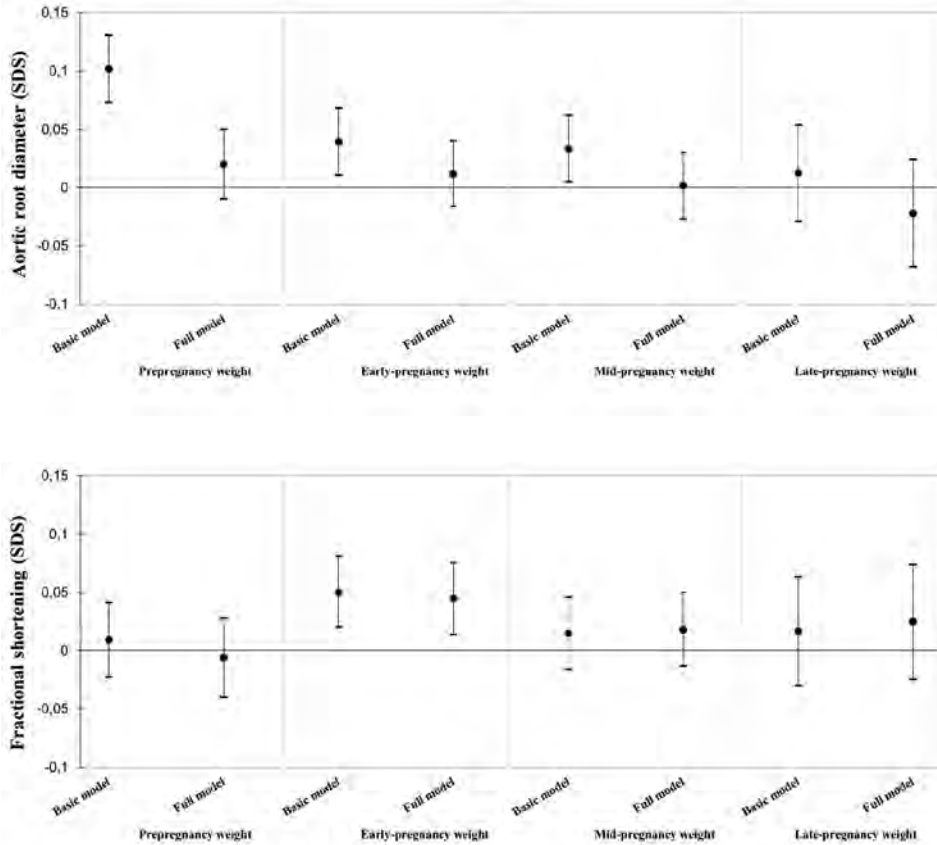 Aortic root diameter (SDS)
0,15
0,1
0,05
0
-0,05
-0,1
Basic model
Full model
Basic model
Full model
Basic model
Full model
Basic model
Full model
Prepregnancy weight
Early-pregnancy weight
Mid-pregnancy weight
Late-pregnancy weight
Fractional shortening (SDS)
0,15
0,1
0,05
0
-0,05
-0,1
Basic model
Full model
Basic model
Full model
Basic model
Full model
Basic model
Full model
Prepregnancy weight
Early-pregnancy weight
Mid-pregnancy weight
Late-pregnancy weight